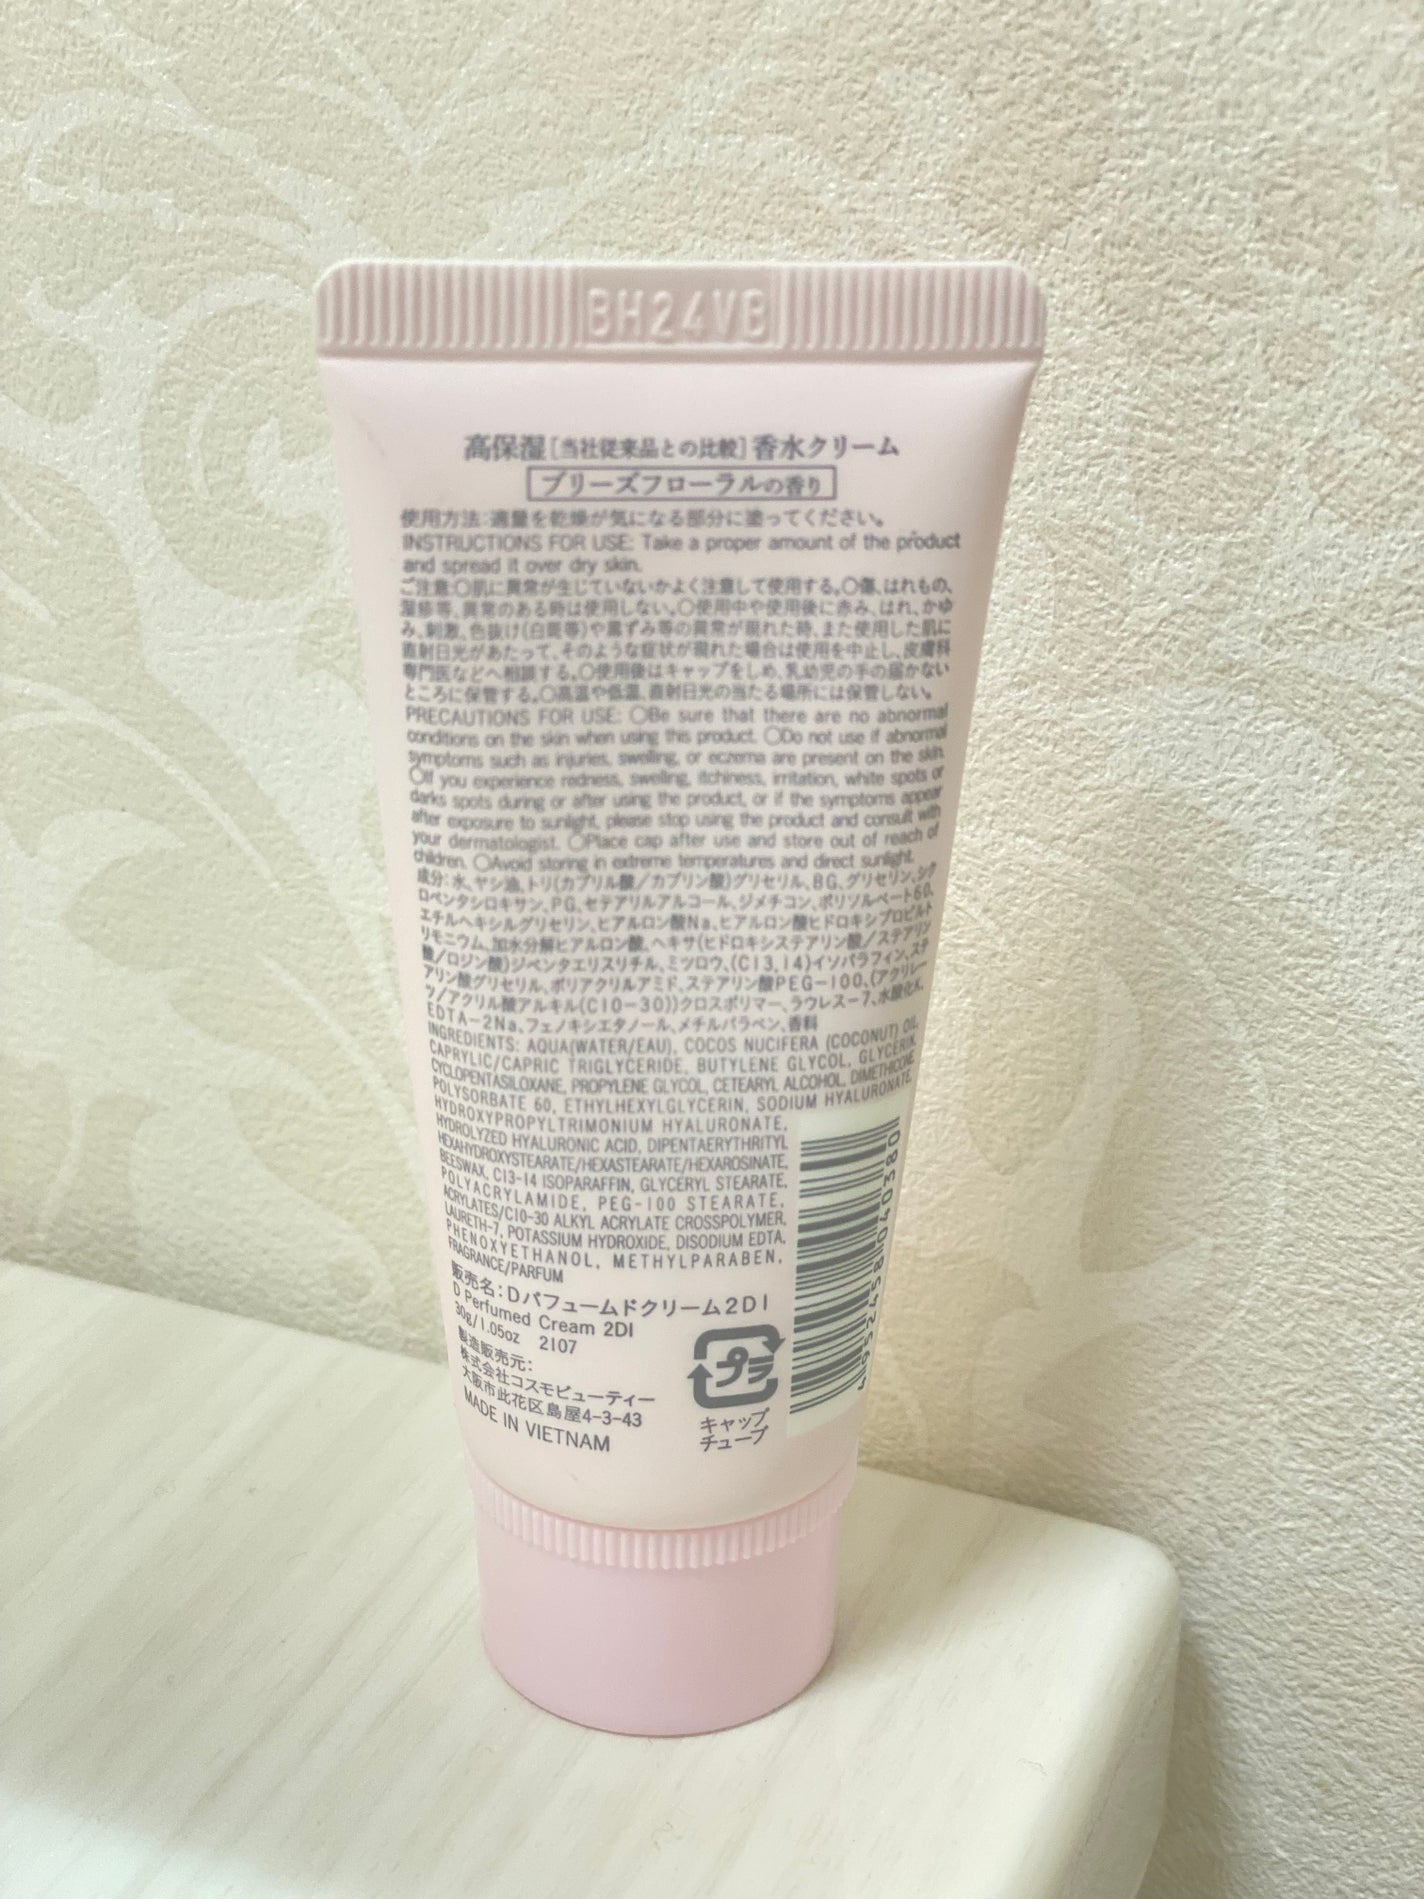 BH24VB
高保湿[当社従来品との比較]香水クリーム
ブリーズフローラルの香り
使用方法:適量を乾燥が気になる部分に塗ってください。
INSTRUCTIONS FOR USE: Take a proper amount of the product
and spread it over dry skin.
ご注意:〇肌に異常が生じていないかよく注意して使用する。〇傷、はれもの、
湿疹等、異常のある時は使用しない。〇使用中や使用後に赤み、はれ、かゆ
み、刺激、色抜け(白斑等)や黒ずみ等の異常が現れた時、また使用した肌に
直射日光があたって、そのような症状が現れた場合は使用を中止し、皮膚科
専門医などへ相談する。〇使用後はキャップをしめ、乳幼児の手の届かない
ところに保管する。〇高温や低温、直射日光の当たる場所には保管しない。
PRECAUTIONS FOR USE: 〇Be sure that there are no abnormal
conditions on the skin when using this product. 〇Do not use if abnormal
symptoms such as injuries, swelling, or eczema are present on the skin.
〇If you experience redness, swelling, itchiness, irritation, white spots or
darks spots during or after using the product, or if the symptoms appear
after exposure to sunlight, please stop using the product and consult with
your dermatologist. 〇Place cap after use and store out of reach of
children. 〇Avoid storing in extreme temperatures and direct sunlight.
成分:水、ヤシ油、トリ(カプリル酸/カプリン酸)グリセリル、BG、グリセリン、シク
ロペンタシロキサン、PG、セテアリルアルコール、ジメチコン、ポリソルベート60、
エチルヘキシルグリセリン、ヒアルロン酸Na、ヒアルロン酸ヒドロキシプロピルト
リモニウム、加水分解ヒアルロン酸、ヘキサ(ヒドロキシステアリン酸/ステアリン
酸/ロジン酸)ジペンタエリスリチル、ミツロウ、(C13,14)イソパラフィン、ステ
アリン酸グリセリル、ポリアクリルアミド、ステアリン酸PEG-100、(アクリレー
ツ/アクリル酸アルキル(C10-30))クロスポリマー、ラウレス-7、水酸化K、
EDTA-2Na、フェノキシエタノール、メチルパラベン、香料
INGREDIENTS: AQUA(WATER/EAU), COCOS NUCIFERA (COCONUT) OIL,
CAPRYLIC/CAPRIC TRIGLYCERIDE, BUTYLENE GLYCOL, GLYCERIN,
CYCLOPENTASILOXANE, PROPYLENE GLYCOL, CETEARYL ALCOHOL, DIMETHICONE,
POLYSORBATE 60, ETHYLHEXYLGLYCERIN, SODIUM HYALURONATE,
HYDROXYPROPYLTRIMONIUM HYALURONATE,
HYDROLYZED HYALURONIC ACID, DIPENTAERYTHRITYL
HEXAHYDROXYSTEARATE/HEXASTEARATE/HEXAROSINATE,
BEESWAX, C13-14 ISOPARAFFIN, GLYCERYL STEARATE,
POLYACRYLAMIDE, PEG-100 STEARATE,
ACRYLATES/C10-30 ALKYL ACRYLATE CROSSPOLYMER,
LAURETH-7, POTASSIUM HYDROXIDE, DISODIUM EDTA,
PHENOXYETHANOL, METHYLPARABEN,
FRAGRANCE/PARFUM
販売名:Dパフュームドクリーム2DI
D Perfumed Cream 2DI
30g/1.05oz 2107
製造販売元:
株式会社コスモビューティー
大阪市此花区島屋4-3-43
MADE IN VIETNAM
プラ
キャップ
チューブ
4952458040380